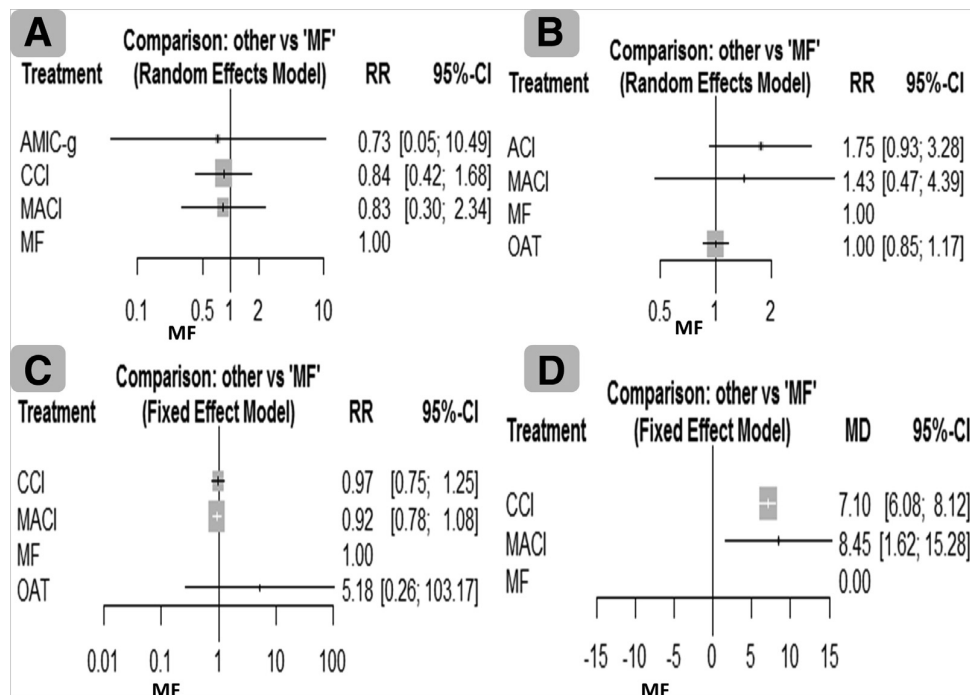 A
Comparison: other vs 'MF'
Treatment (Random Effects Model) RR 95%-CI
AMIC-g 0.73 [0.05; 10.49]
CCI 0.84 [0.42; 1.68]
MACI 0.83 [0.30; 2.34]
MF 1.00
0.1 0.5 1 2 10
MF
B
Comparison: other vs 'MF'
Treatment (Random Effects Model) RR 95%-CI
ACI 1.75 [0.93; 3.28]
MACI 1.43 [0.47; 4.39]
MF 1.00
OAT 1.00 [0.85; 1.17]
0.5 1 2
MF
C
Comparison: other vs 'MF'
Treatment (Fixed Effect Model) RR 95%-CI
CCI 0.97 [0.75; 1.25]
MACI 0.92 [0.78; 1.08]
MF 1.00
OAT 5.18 [0.26; 103.17]
0.01 0.1 1 10 100
MF
D
Comparison: other vs 'MF'
Treatment (Fixed Effect Model) MD 95%-CI
CCI 7.10 [6.08; 8.12]
MACI 8.45 [1.62; 15.28]
MF 0.00
-15 -10 -5 0 5 10 15
MF